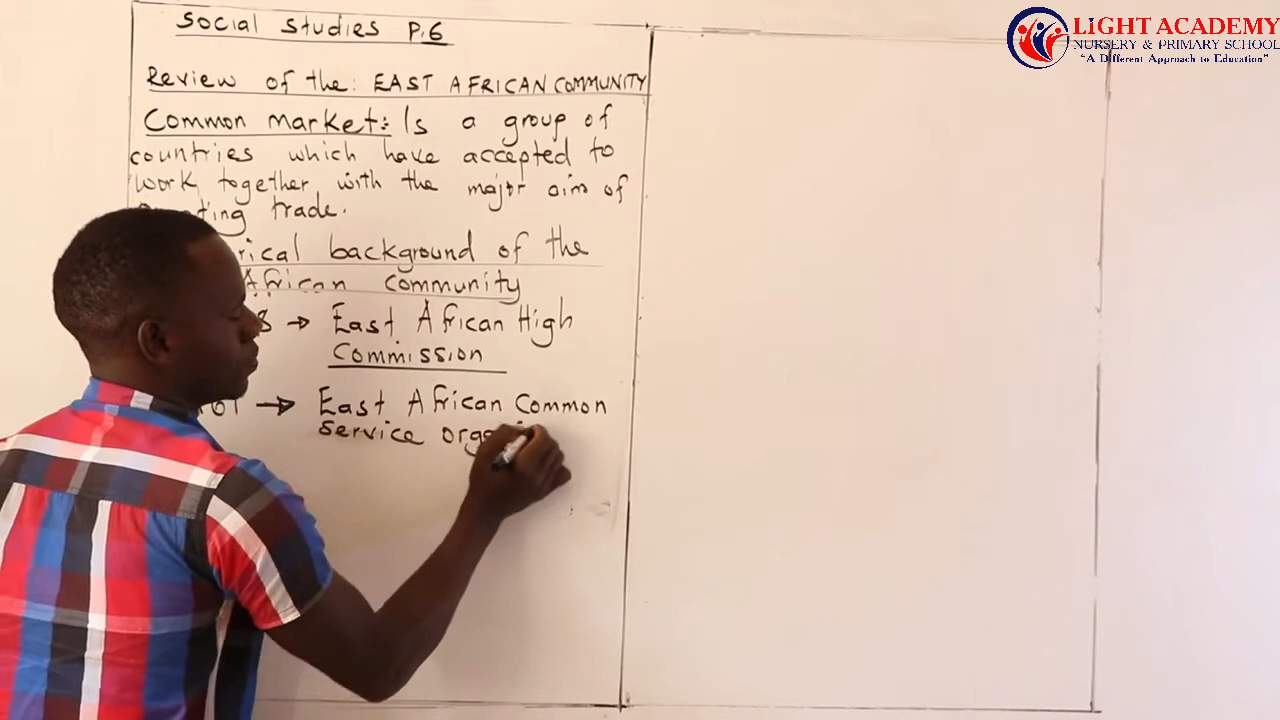 Social Studies P.6
Review of the: EAST AFRICAN COMMUNITY
Common market: Is a group of
countries which have accepted to
work together with the major aim of
trade.
background of the
African community
East African High
Commission
East African Common
service
LIGHT ACADEMY
NURSERY & PRIMARY SCHOOL
"A Different Approach to Education"